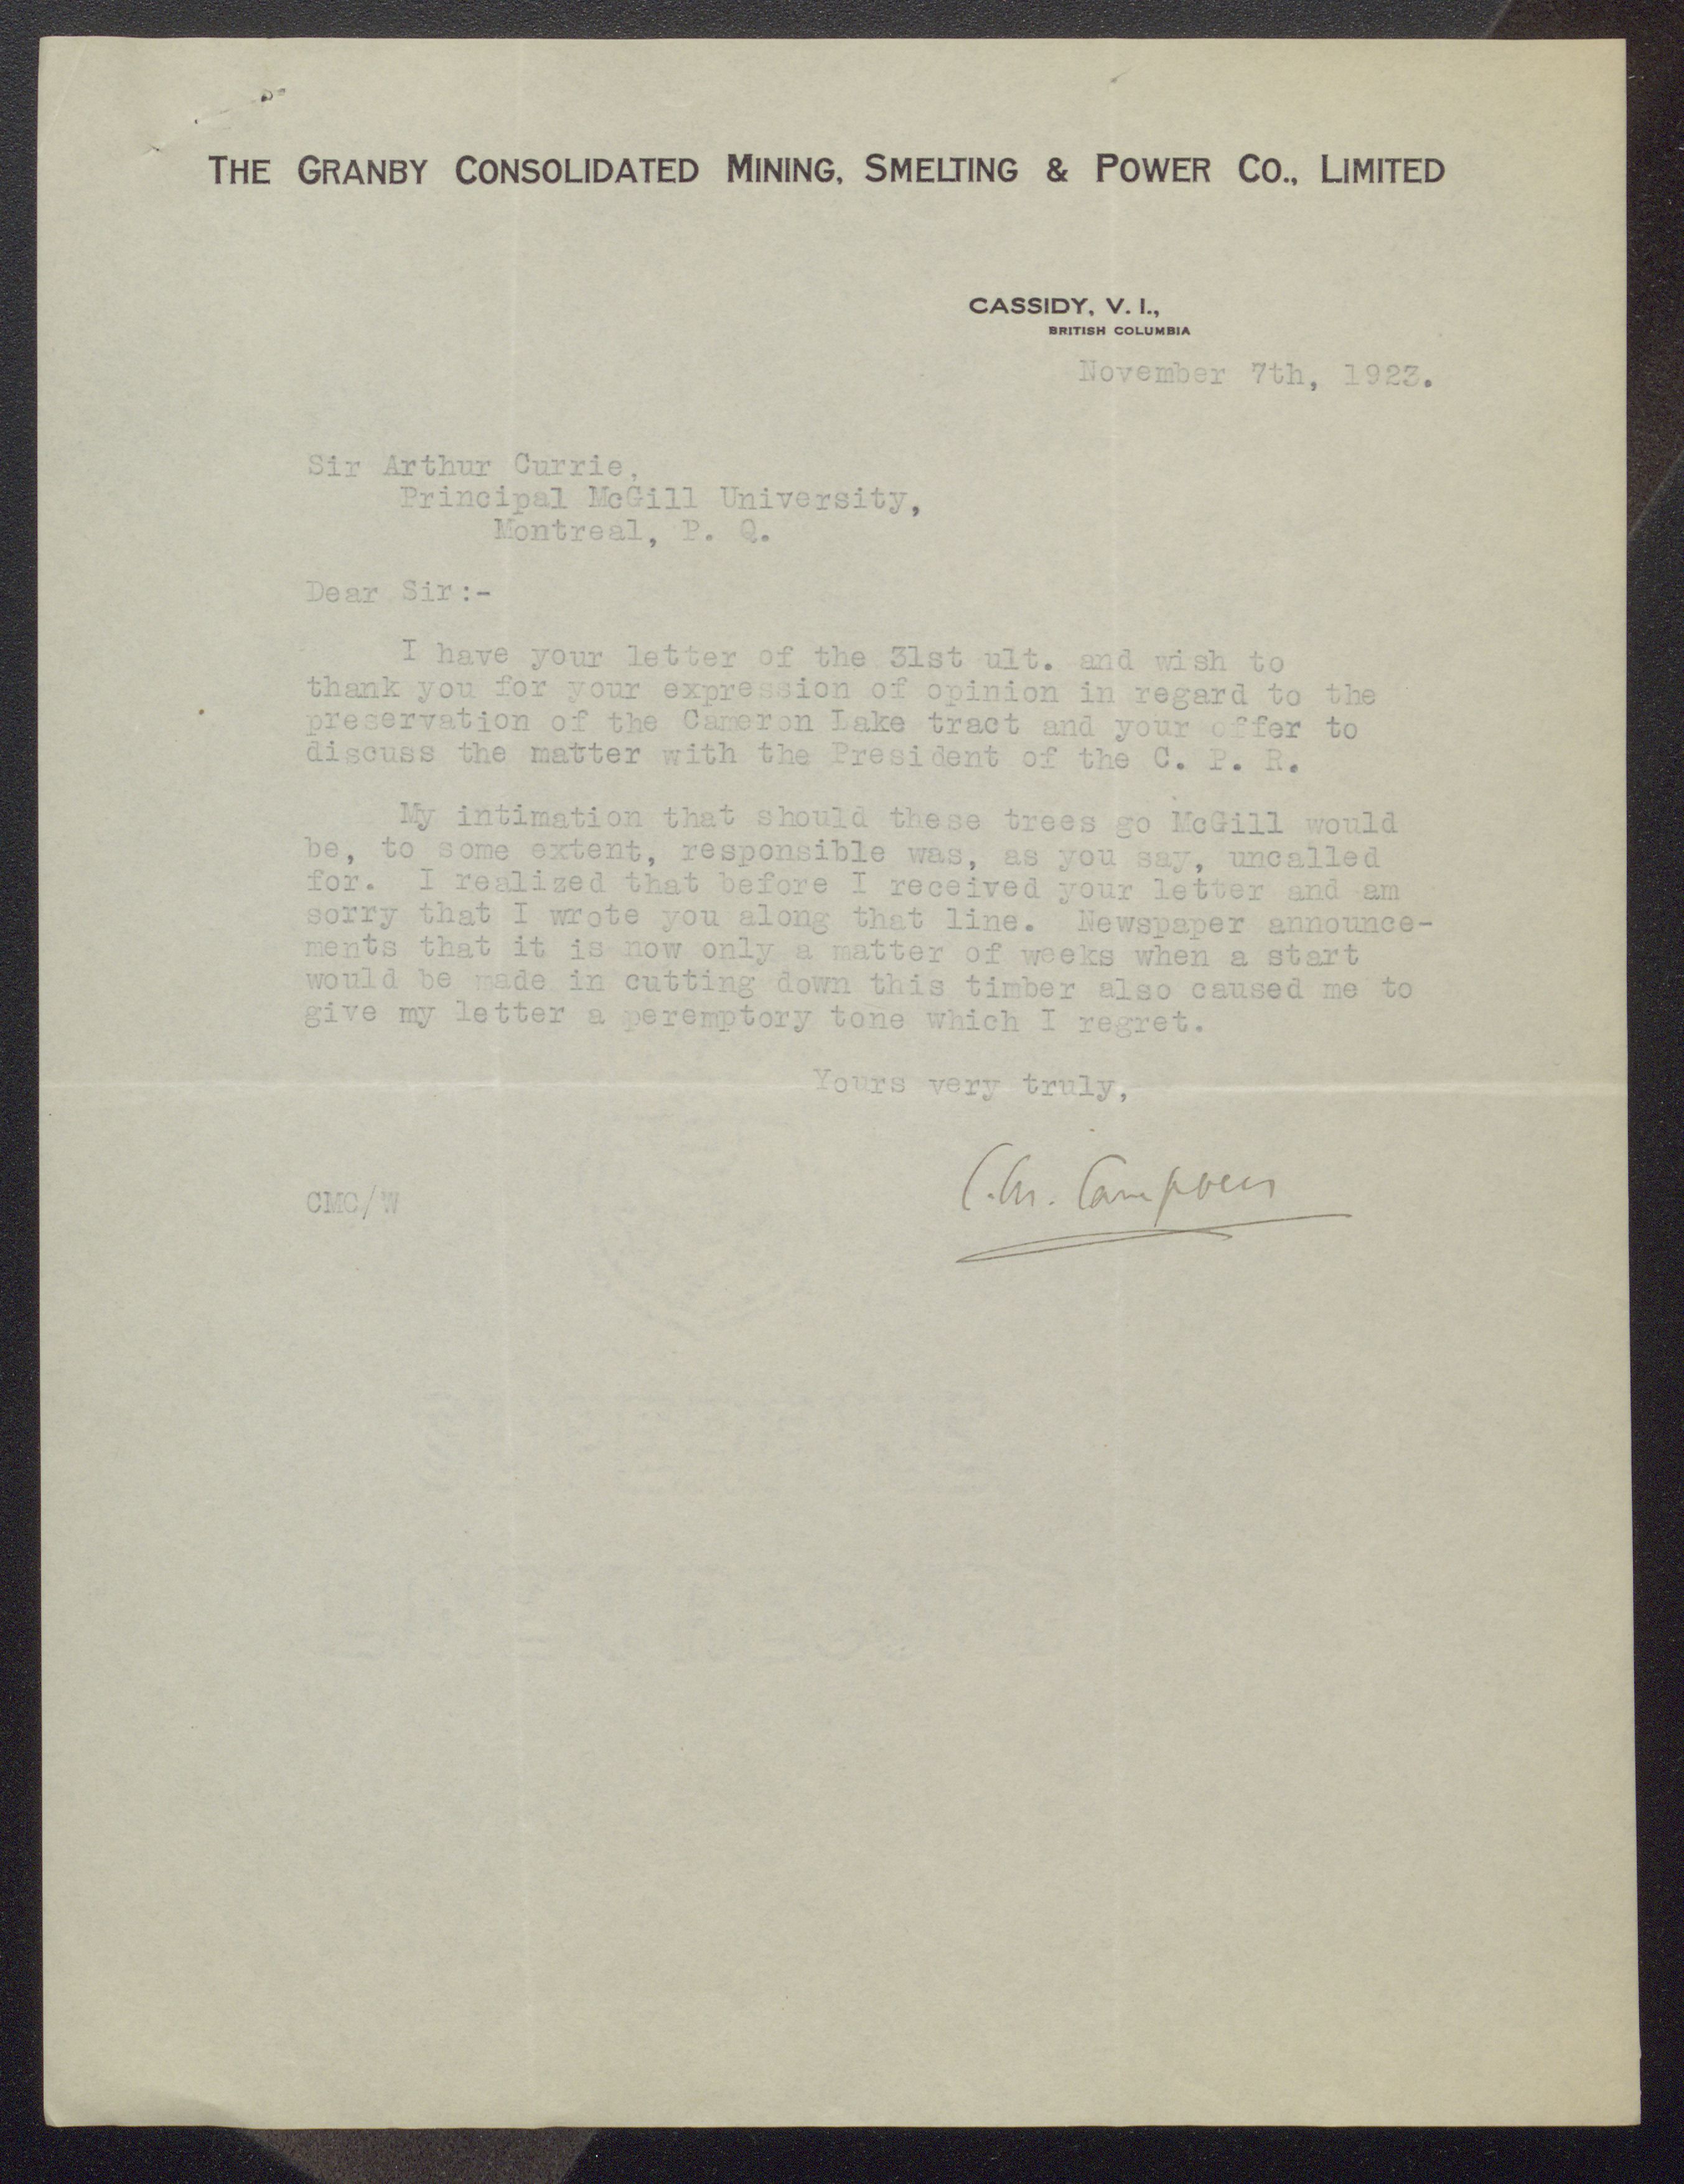 THE GRANBY CONSOLIDATED MINING, SMELTING & POWER CO., LIMITED
CASSIDY, V. I.,
BRITISH COLUMBIA
November 7th, 1923.
Sir Arthur Currie,
Principal McGill University,
Montreal, P. Q.
Dear Sir:-
I have your letter of the 31st ult. and wish to
thank you for your expression of opinion in regard to the
preservation of the Cameron Lake tract and your offer to
discuss the matter with the President of the C. P. R.
My intimation that should these trees go McGill would
be, to some extent, responsible was, as you say, uncalled
for. I realized that before I received your letter and am
sorry that I wrote you along that line. Newspaper announce-
ments that it is now only a matter of weeks when a start
would be made in cutting down this timber also caused me to
give my letter a peremptory tone which I regret.
Yours very truly,
C.M. Campbell
CMC/W